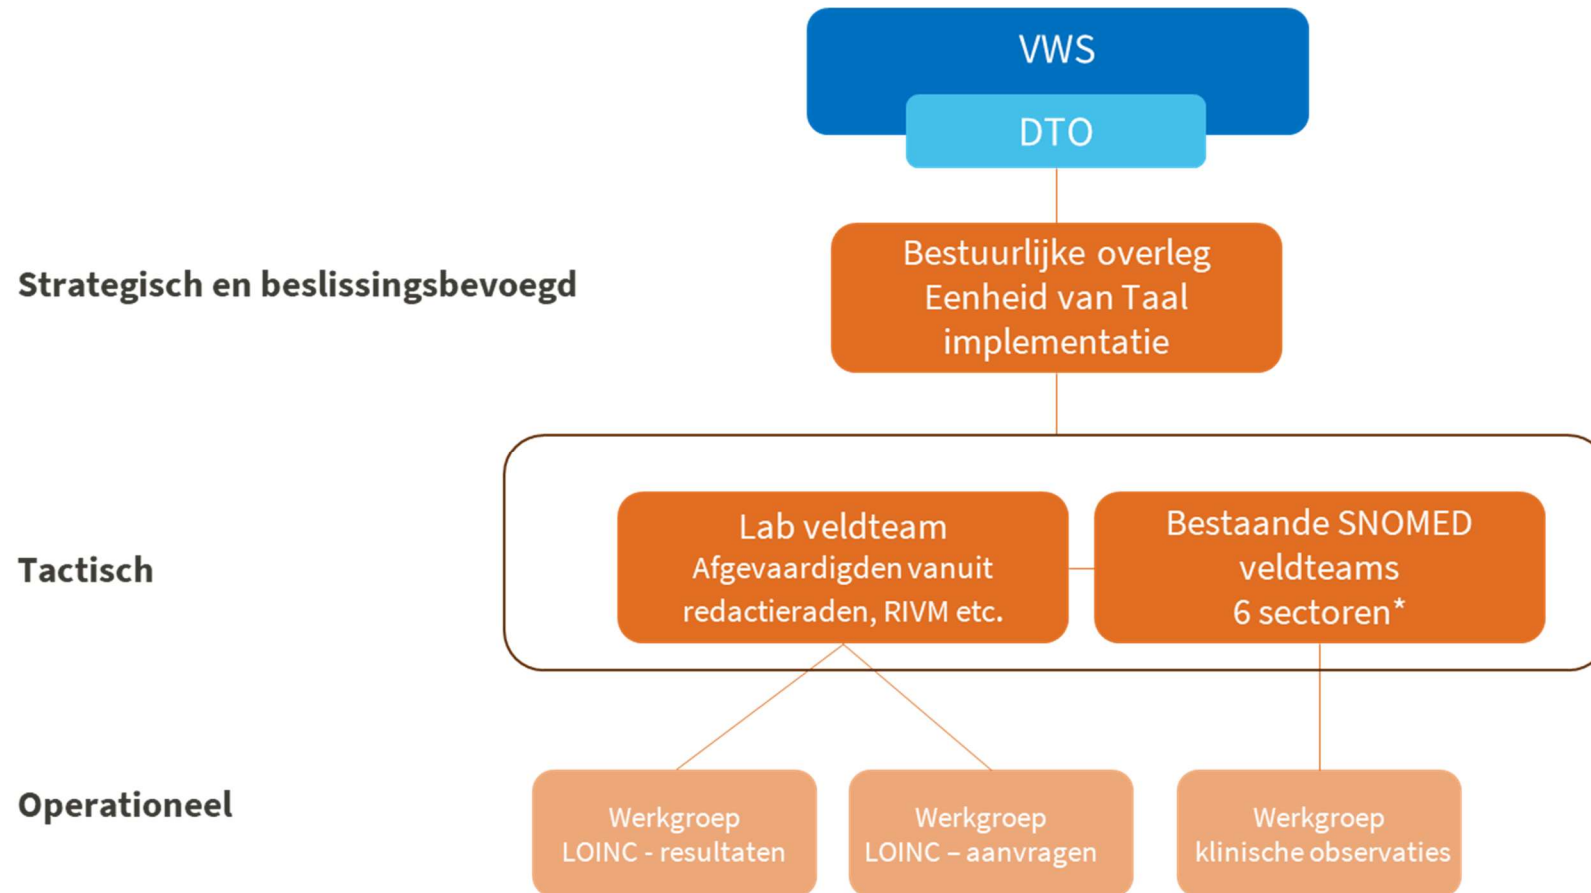 VWS
DTO
Strategisch en beslissingsbevoegd
Bestuurlijke overleg
Eenheid van Taal
implementatie
Tactisch
Lab veldteam
Afgevaardigden vanuit
redactieraden, RIVM etc.
Bestaande SNOMED
veldteams
6 sectoren*
Operationeel
Werkgroep
LOINC - resultaten
Werkgroep
LOINC – aanvragen
Werkgroep
klinische observaties